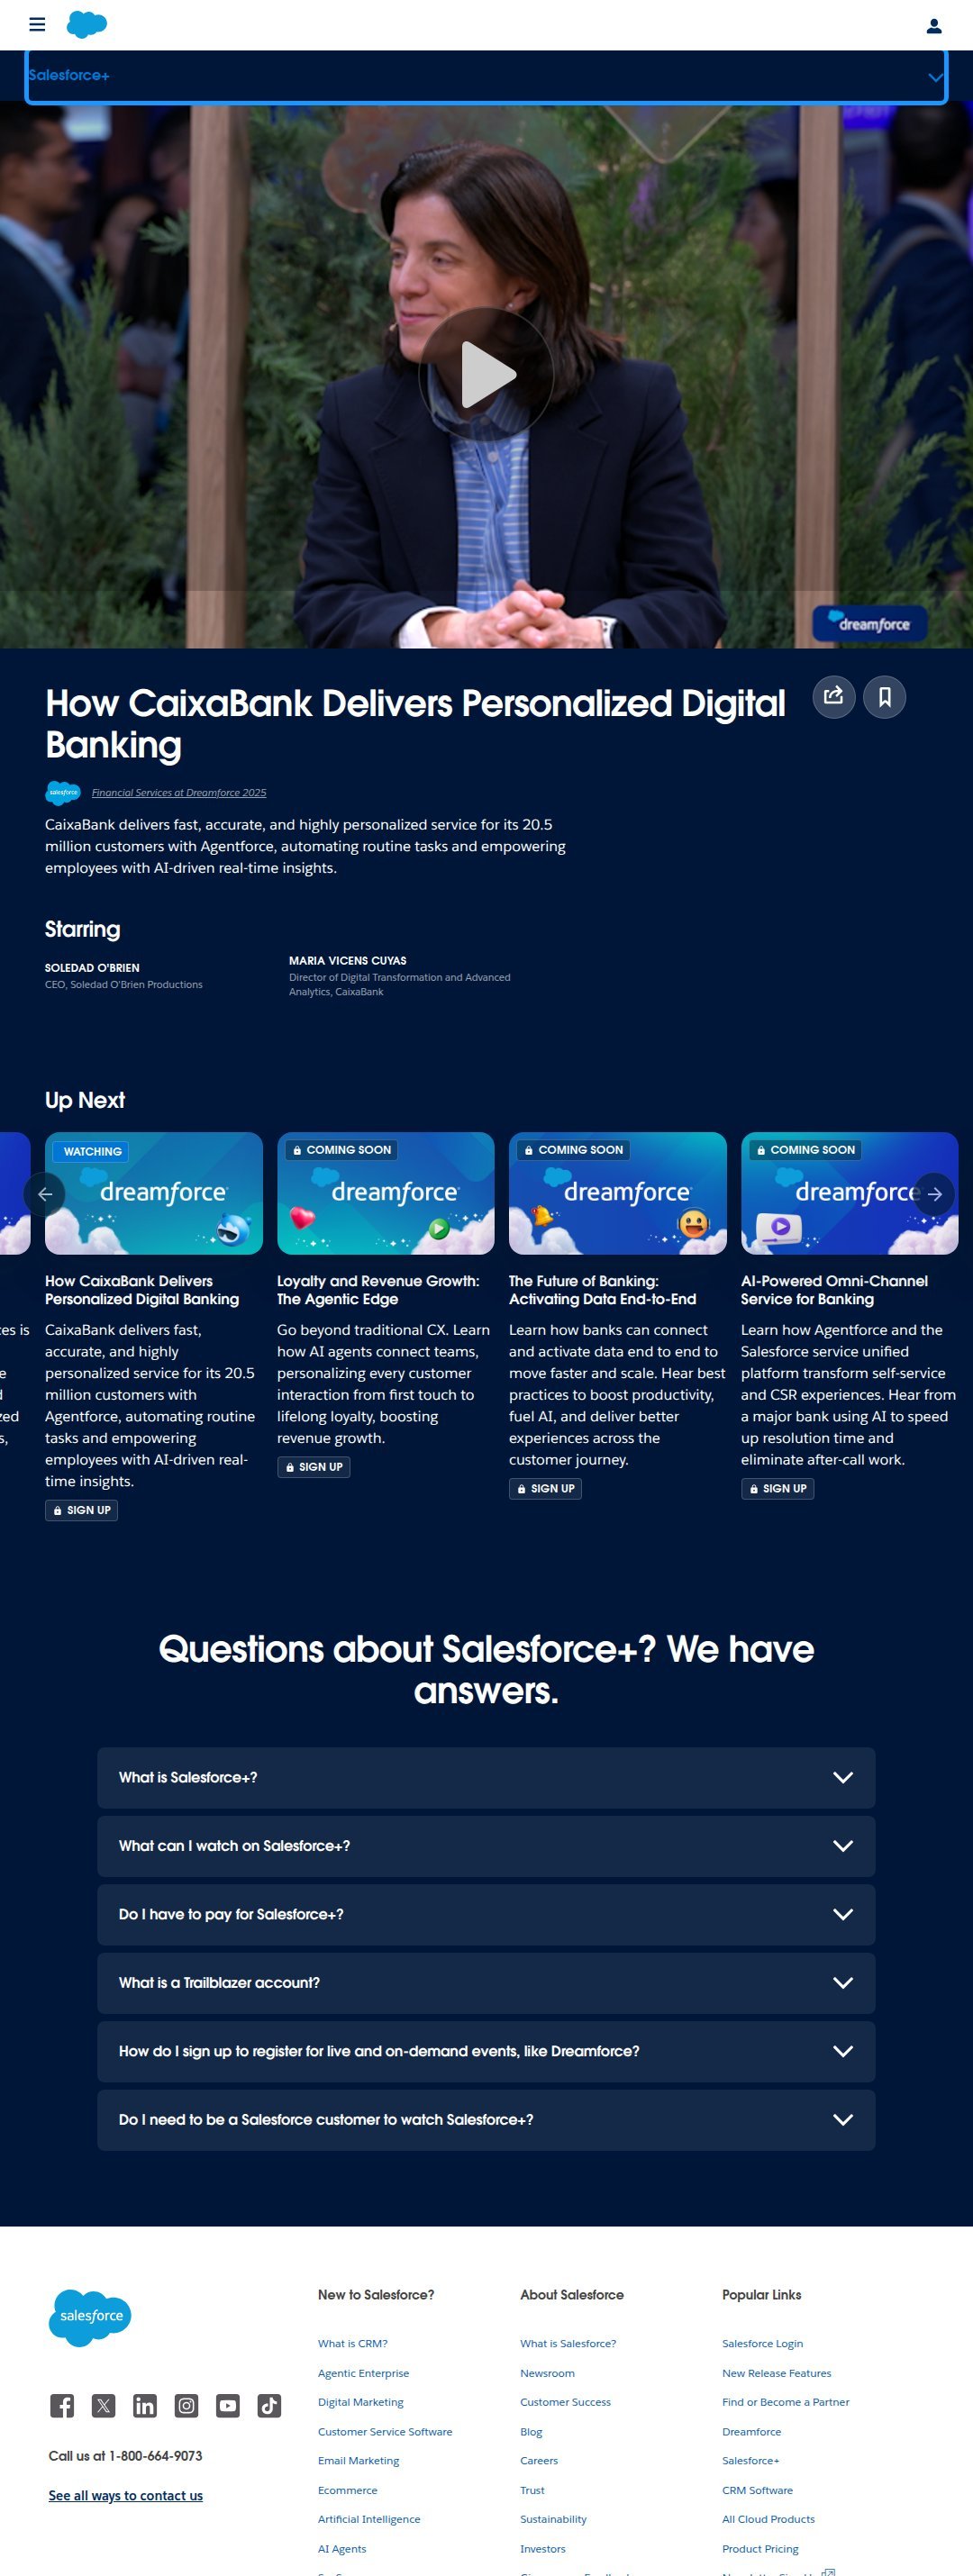 Salesforce+
dreamforce
How CaixaBank Delivers Personalized Digital
Banking
salesforce
Financial Services at Dreamforce 2025
CaixaBank delivers fast, accurate, and highly personalized service for its 20.5
million customers with Agentforce, automating routine tasks and empowering
employees with AI-driven real-time insights.
Starring
SOLEDAD O'BRIEN
CEO, Soledad O'Brien Productions
MARIA VICENS CUYAS
Director of Digital Transformation and Advanced
Analytics, CaixaBank
Up Next
WATCHING
dreamforce
How CaixaBank Delivers
Personalized Digital Banking
CaixaBank delivers fast,
accurate, and highly
personalized service for its 20.5
million customers with
Agentforce, automating routine
tasks and empowering
employees with AI-driven real-
time insights.
SIGN UP
COMING SOON
dreamforce
Loyalty and Revenue Growth:
The Agentic Edge
Go beyond traditional CX. Learn
how AI agents connect teams,
personalizing every customer
interaction from first touch to
lifelong loyalty, boosting
revenue growth.
SIGN UP
COMING SOON
dreamforce
The Future of Banking:
Activating Data End-to-End
Learn how banks can connect
and activate data end to end to
move faster and scale. Hear best
practices to boost productivity,
fuel AI, and deliver better
experiences across the
customer journey.
SIGN UP
COMING SOON
dreamforce
AI-Powered Omni-Channel
Service for Banking
Learn how Agentforce and the
Salesforce service unified
platform transform self-service
and CSR experiences. Hear from
a major bank using AI to speed
up resolution time and
eliminate after-call work.
SIGN UP
Questions about Salesforce+? We have
answers.
What is Salesforce+?
What can I watch on Salesforce+?
Do I have to pay for Salesforce+?
What is a Trailblazer account?
How do I sign up to register for live and on-demand events, like Dreamforce?
Do I need to be a Salesforce customer to watch Salesforce+?
salesforce
Call us at 1-800-664-9073
See all ways to contact us
New to Salesforce?
What is CRM?
Agentic Enterprise
Digital Marketing
Customer Service Software
Email Marketing
Ecommerce
Artificial Intelligence
AI Agents
About Salesforce
What is Salesforce?
Newsroom
Customer Success
Blog
Careers
Trust
Sustainability
Investors
Popular Links
Salesforce Login
New Release Features
Find or Become a Partner
Dreamforce
Salesforce+
CRM Software
All Cloud Products
Product Pricing